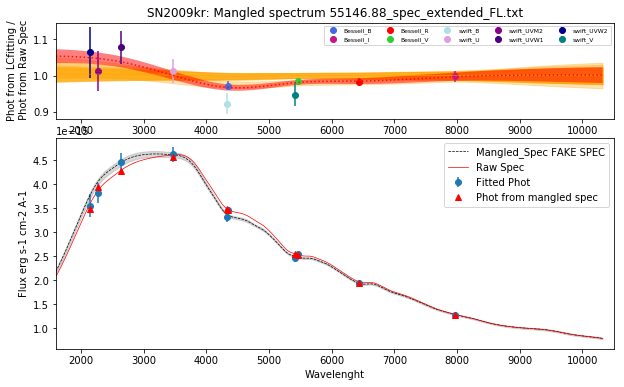 SN2009kr: Mangled spectrum 55146.88_spec_extended_FL.txt
Phot from LCfitting /
Phot from Raw Spec
1.1
1.0
0.9
Bessell_B
Bessell_R
swift_B
swift_UVM2
swift_UVW2
Bessell_I
Bessell_V
swift_U
swift_UVW1
swift_V
2000 3000 4000 5000 6000 7000 8000 9000 10000
1e−15
Flux erg s-1 cm-2 A-1
4.5
4.0
3.5
3.0
2.5
2.0
1.5
1.0
Mangled_Spec FAKE SPEC
Raw Spec
Fitted Phot
Phot from mangled spec
2000 3000 4000 5000 6000 7000 8000 9000 10000
Wavelenght